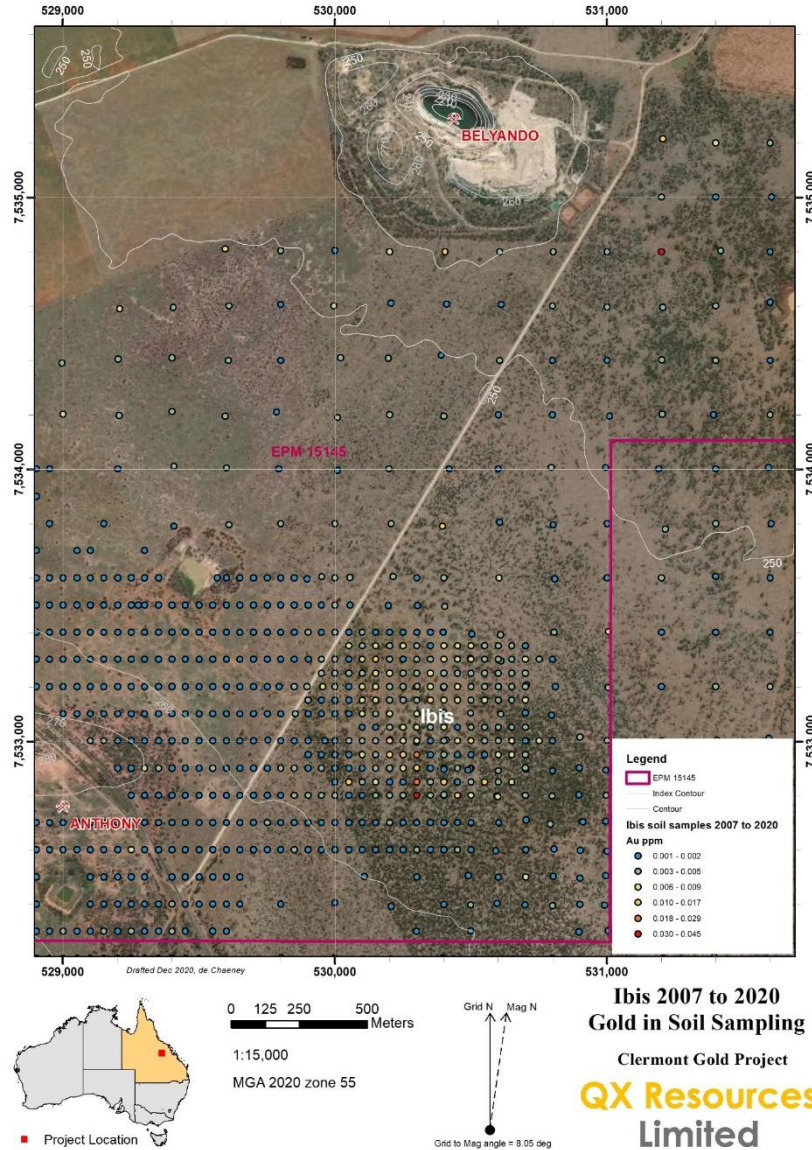 529,000
530,000
531,000
250
250
250
BELYANDO
260
250
260
260
7,535,000
7,535,000
250
EPM 15145
7,534,000
7,534,000
250
Ibis
7,533,000
7,533,000
ANTHONY
Legend
EPM 15145
Index Contour
Contour
Ibis soil samples 2007 to 2020
Au ppm
0.001 - 0.002
0.003 - 0.005
0.006 - 0.009
0.010 - 0.017
0.018 - 0.029
0.030 - 0.045
529,000
Drafted Dec 2020, de Chaeney
530,000
531,000
0 125 250 500
Meters
1:15,000
MGA 2020 zone 55
Project Location
Grid N Mag N
Grid to Mag angle = 8.05 deg
Ibis 2007 to 2020
Gold in Soil Sampling
Clermont Gold Project
QX Resources
Limited